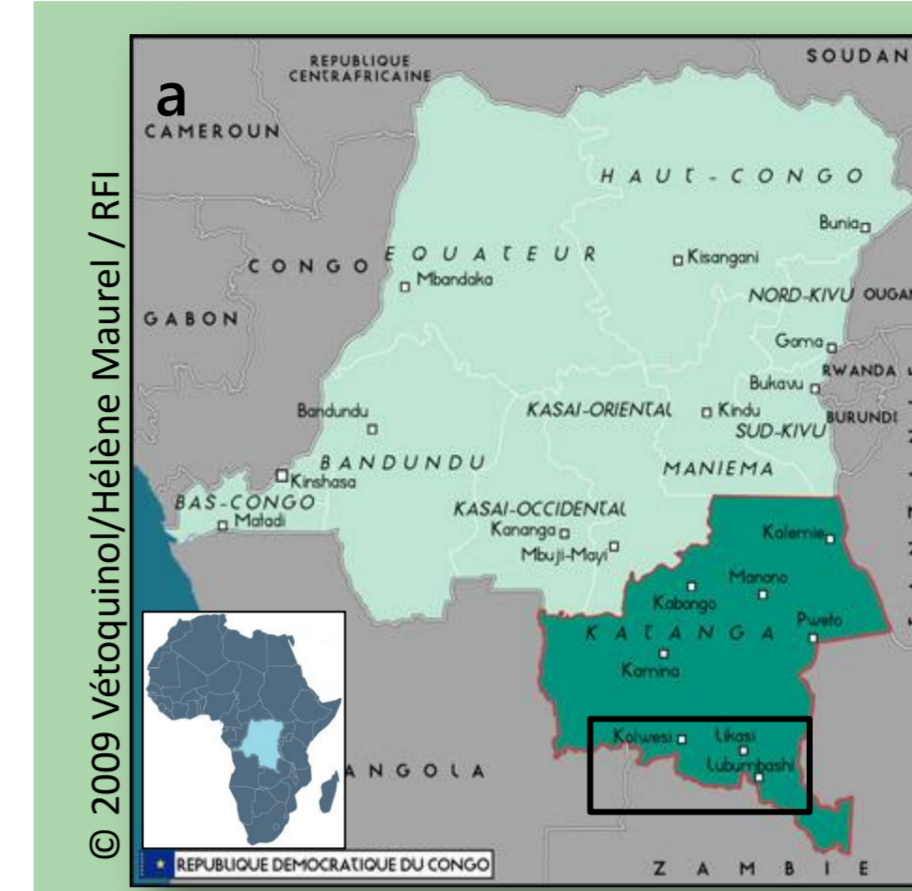 © 2009 Vétoquinol/Hélène Maurel / RFI
a
REPUBLIQUE
CENTRAFRICAINE
SOUDAN
CAMEROUN
HAUT-CONGO
Bunia
CONGO
EQUATEUR
Kisangani
Mbandaka
NORD-KIVU
OUGAN
GABON
Goma
RWANDA
Bukavu
Bandundu
KASAI-ORIENTAL
Kindu
BURUNDI
SUD-KIVU
BANDUNDU
MANIEMA
Kinshasa
BAS-CONGO
KASAI-OCCIDENTAL
Matadi
Kananga
Mbuji-Mayi
Kalemie
Manono
Kabongo
Pweto
KATANGA
Kamina
Kolwesi
Likasi
Lubumbashi
ANGOLA
REPUBLIQUE DEMOCRATIQUE DU CONGO
ZAMBIE